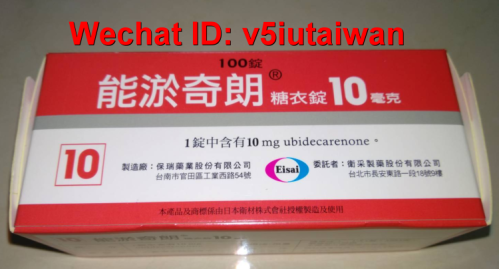 Wechat ID: v5iutaiwan
100錠
能淤奇朗®
糖衣錠10毫克
1錠中含有10 mg ubidecarenone。
10
製造廠：保瑞藥業股份有限公司
台南市官田區工業西路54號
Eisai
委託者：衛采製藥股份有限公司
台北市長安東路一段18號9樓
本產品及商標係由日本衛材株式会社授權製造及使用